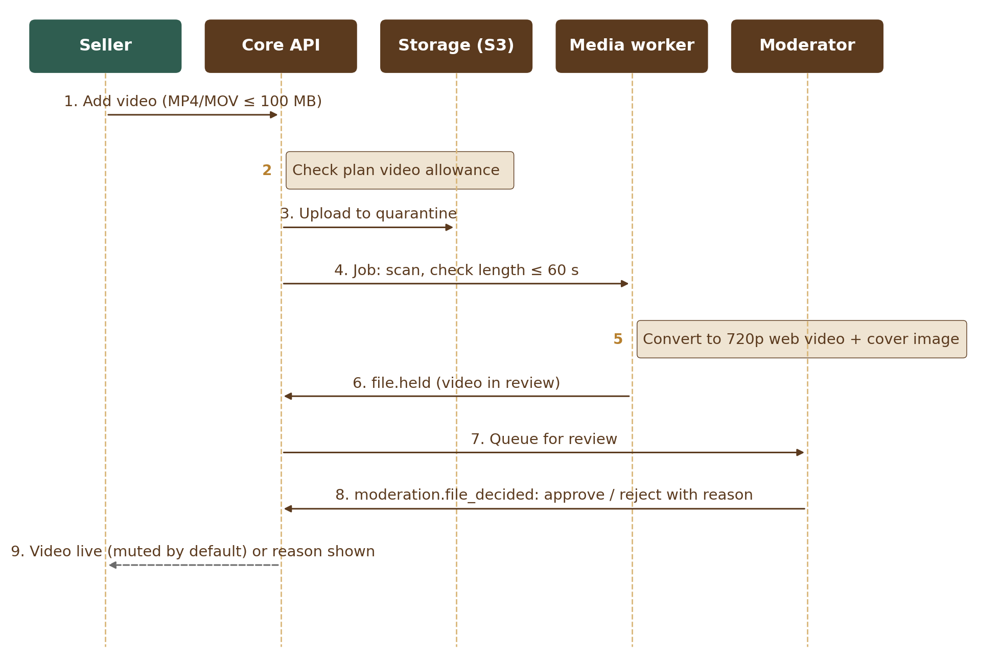 Seller
Core API
Storage (S3)
Media worker
Moderator
1. Add video (MP4/MOV ≤ 100 MB)
2 Check plan video allowance
3. Upload to quarantine
4. Job: scan, check length ≤ 60 s
5 Convert to 720p web video + cover image
6. file.held (video in review)
7. Queue for review
8. moderation.file_decided: approve / reject with reason
9. Video live (muted by default) or reason shown